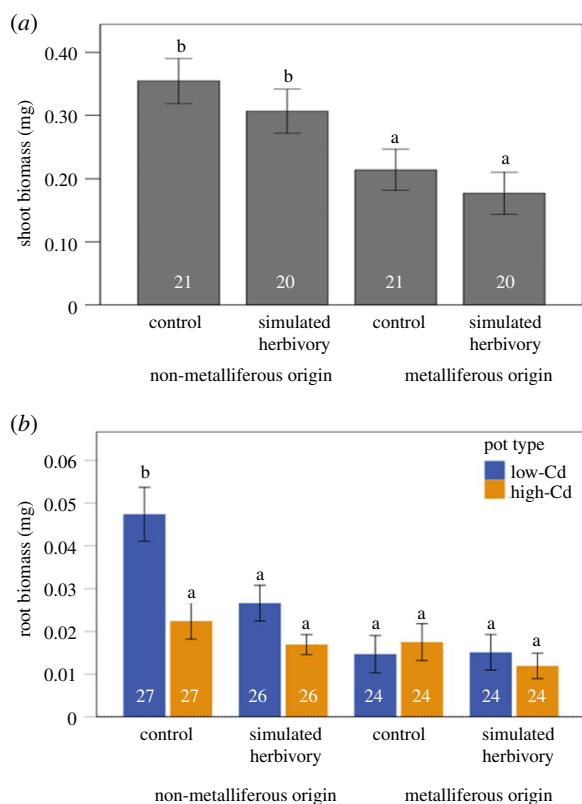 (a)
0.40
0.30
0.20
0.10
0
shoot biomass (mg)
b
b
a
a
21
20
21
20
control
simulated
herbivory
control
simulated
herbivory
non-metalliferous origin
metalliferous origin
(b)
pot type
low-Cd
high-Cd
0.06
0.05
0.04
0.03
0.02
0.01
0
root biomass (mg)
b
a
a
a
a
a
a
a
27
27
26
26
24
24
24
24
control
simulated
herbivory
control
simulated
herbivory
non-metalliferous origin
metalliferous origin